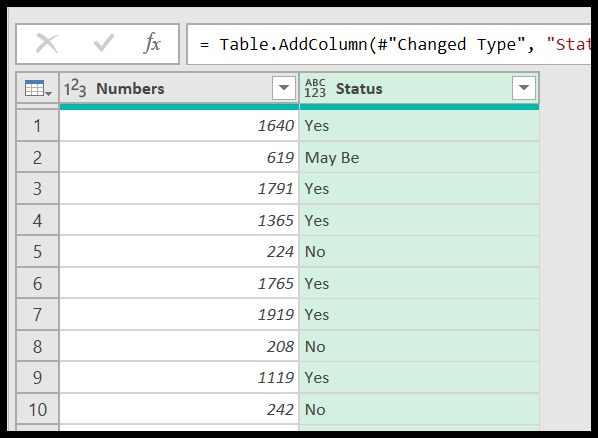 fx = Table.AddColumn(#"Changed Type", "Stat
123 Numbers ABC 123 Status
1 1640 Yes
2 619 May Be
3 1791 Yes
4 1365 Yes
5 224 No
6 1765 Yes
7 1919 Yes
8 208 No
9 1119 Yes
10 242 No